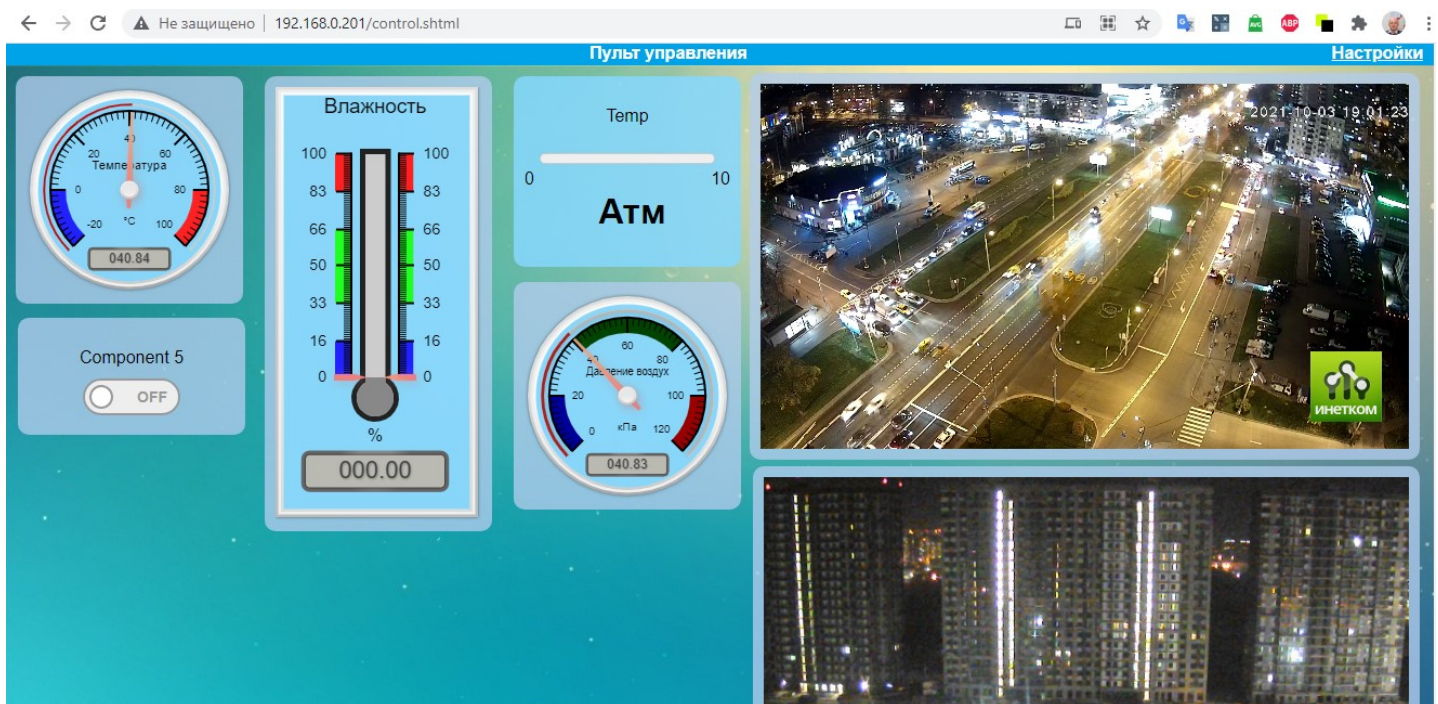 Не защищено
192.168.0.201/control.shtml
ABP
AVG
Пульт управления
Настройки
40
20
60
Температура
0
80
-20
°C
100
040.84
Component 5
OFF
Влажность
100
100
83
83
66
66
50
50
33
33
16
16
0
0
%
000.00
Temp
0
10
Атм
60
40
80
Давление воздух
20
100
0
кПа
120
040.83
2021-10-03 19:01:23
ИНЕТКОМ